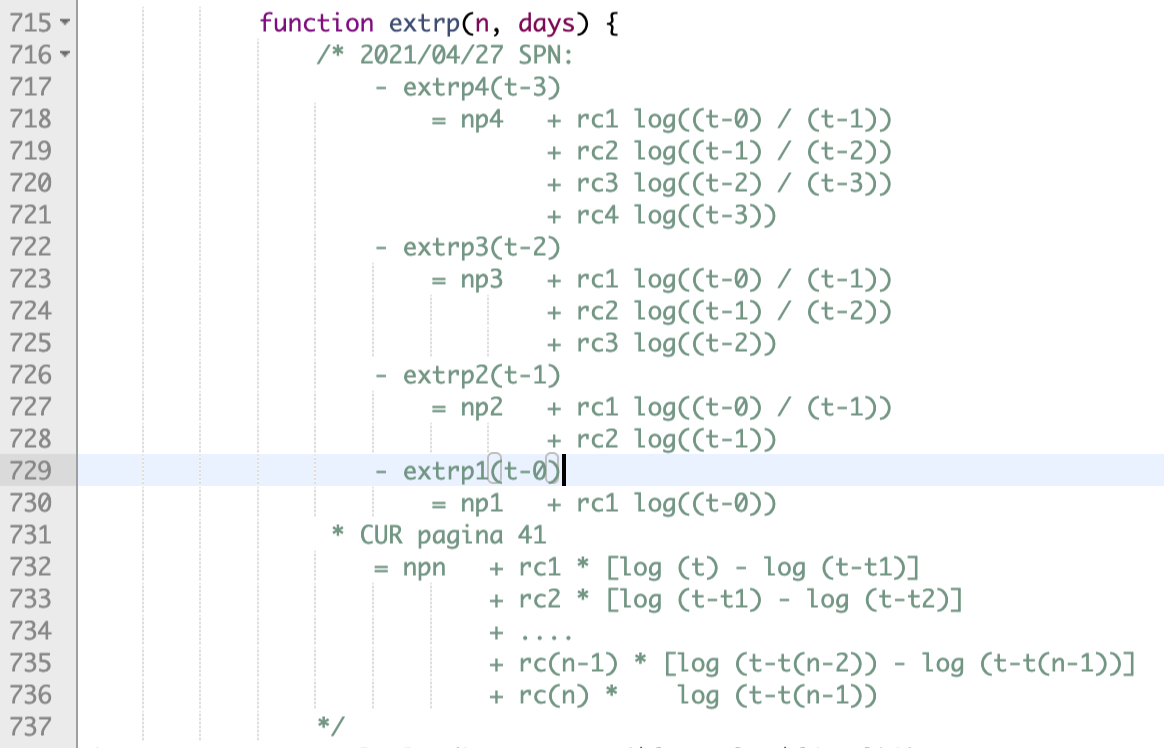 715 function extrp(n, days) {
716 /* 2021/04/27 SPN:
717 - extrp4(t-3)
718 = np4 + rc1 log((t-0) / (t-1))
719 + rc2 log((t-1) / (t-2))
720 + rc3 log((t-2) / (t-3))
721 + rc4 log((t-3))
722 - extrp3(t-2)
723 = np3 + rc1 log((t-0) / (t-1))
724 + rc2 log((t-1) / (t-2))
725 + rc3 log((t-2))
726 - extrp2(t-1)
727 = np2 + rc1 log((t-0) / (t-1))
728 + rc2 log((t-1))
729 - extrp1(t-0)
730 = np1 + rc1 log((t-0))
731 * CUR pagina 41
732 = npn + rc1 * [log (t) - log (t-t1)]
733 + rc2 * [log (t-t1) - log (t-t2)]
734 + ....
735 + rc(n-1) * [log (t-t(n-2)) - log (t-t(n-1))]
736 + rc(n) * log (t-t(n-1))
737 */